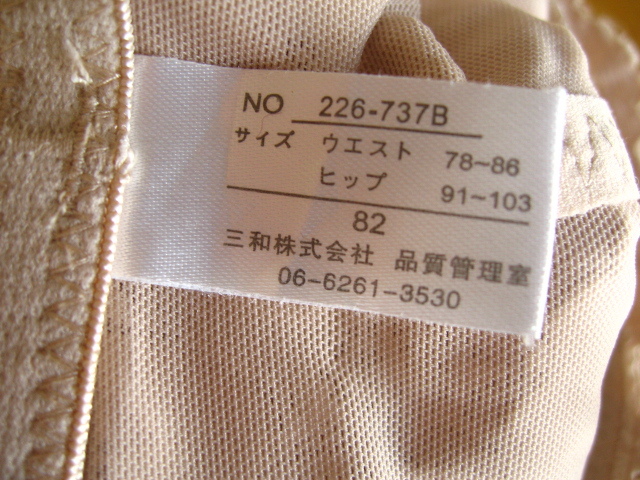 NO 226-737B
サイズ ウエスト 78~86
ヒップ 91~103
82
三和株式会社 品質管理室
06-6261-3530